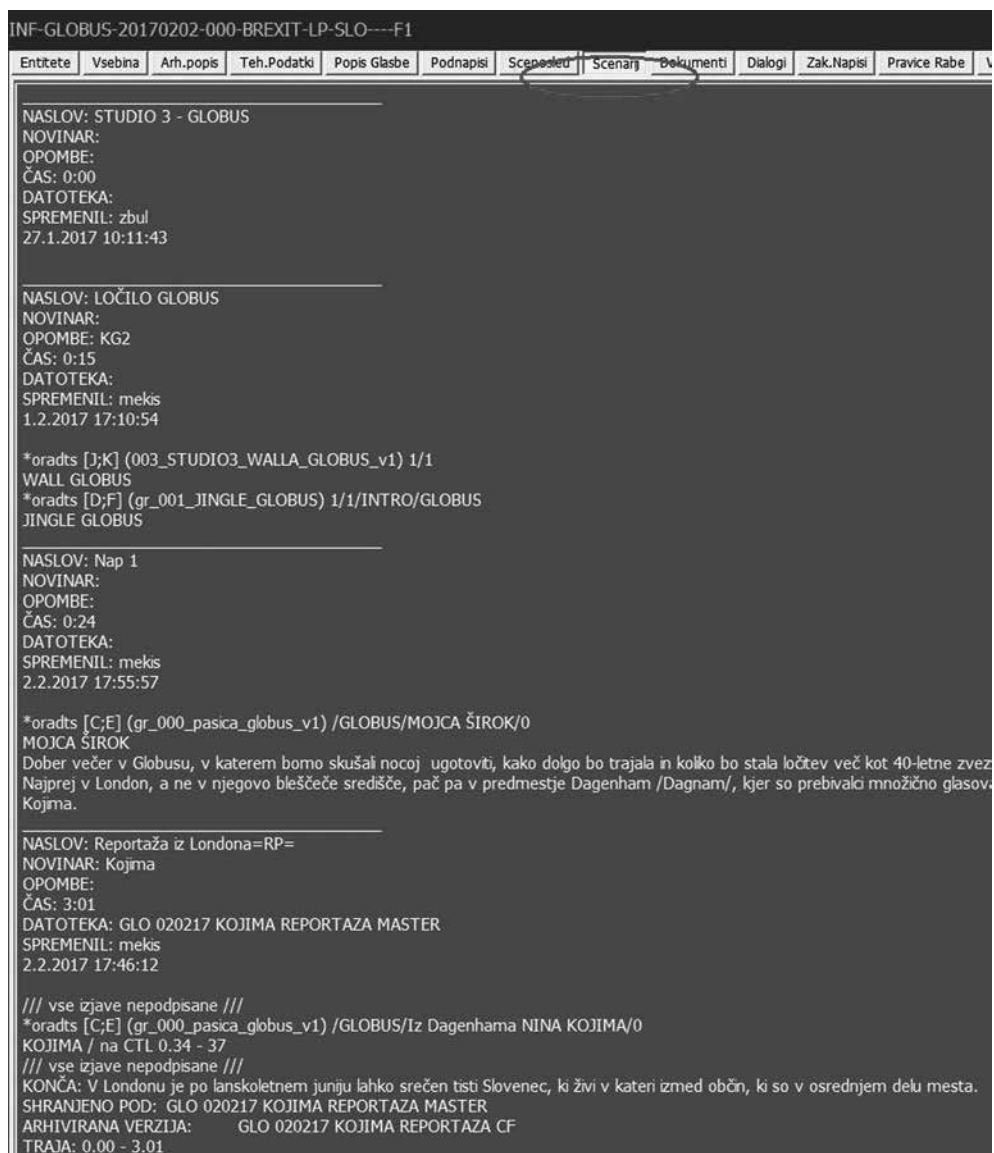 INF-GLOBUS-20170202-000-BREXIT-LP-SLO----F1
Entitete Vsebina Arh.popis Teh.Podatki Popis Glasbe Podnapisi Sceposled Scenarij Dokumenti Dialogi Zak.Napisi Pravice Rabe V
NASLOV: STUDIO 3 - GLOBUS
NOVINAR:
OPOMBE:
ČAS: 0:00
DATOTEKA:
SPREMENIL: zbul
27.1.2017 10:11:43
NASLOV: LOČILO GLOBUS
NOVINAR:
OPOMBE: KG2
ČAS: 0:15
DATOTEKA:
SPREMENIL: mekis
1.2.2017 17:10:54
*oradts [J;K] (003_STUDIO3_WALLA_GLOBUS_v1) 1/1
WALL GLOBUS
*oradts [D;F] (gr_001_JINGLE_GLOBUS) 1/1/INTRO/GLOBUS
JINGLE GLOBUS
NASLOV: Nap 1
NOVINAR:
OPOMBE:
ČAS: 0:24
DATOTEKA:
SPREMENIL: mekis
2.2.2017 17:55:57
*oradts [C;E] (gr_000_pasica_globus_v1) /GLOBUS/MOJCA ŠIROK/0
MOJCA ŠIROK
Dober večer v Globusu, v katerem bomo skušali nocoj ugotoviti, kako dolgo bo trajala in koliko bo stala ločitev več kot 40-letne zvez
Najprej v London, a ne v njegovo bleščeče središče, pač pa v predmestje Dagenham /Dagnam/, kjer so prebivalci množično glasova
Kojima.
NASLOV: Reportaža iz Londona=RP=
NOVINAR: Kojima
OPOMBE:
ČAS: 3:01
DATOTEKA: GLO 020217 KOJIMA REPORTAZA MASTER
SPREMENIL: mekis
2.2.2017 17:46:12
/// vse izjave nepodpisane ///
*oradts [C;E] (gr_000_pasica_globus_v1) /GLOBUS/Iz Dagenhama NINA KOJIMA/0
KOJIMA / na CTL 0.34 - 37
/// vse izjave nepodpisane ///
KONČA: V Londonu je po lanskoletnem juniju lahko srečen tisti Slovenec, ki živi v kateri izmed občin, ki so v osrednjem delu mesta.
SHRANJENO POD: GLO 020217 KOJIMA REPORTAZA MASTER
ARHIVIRANA VERZIJA: GLO 020217 KOJIMA REPORTAZA CF
TRAJA: 0.00 - 3.01